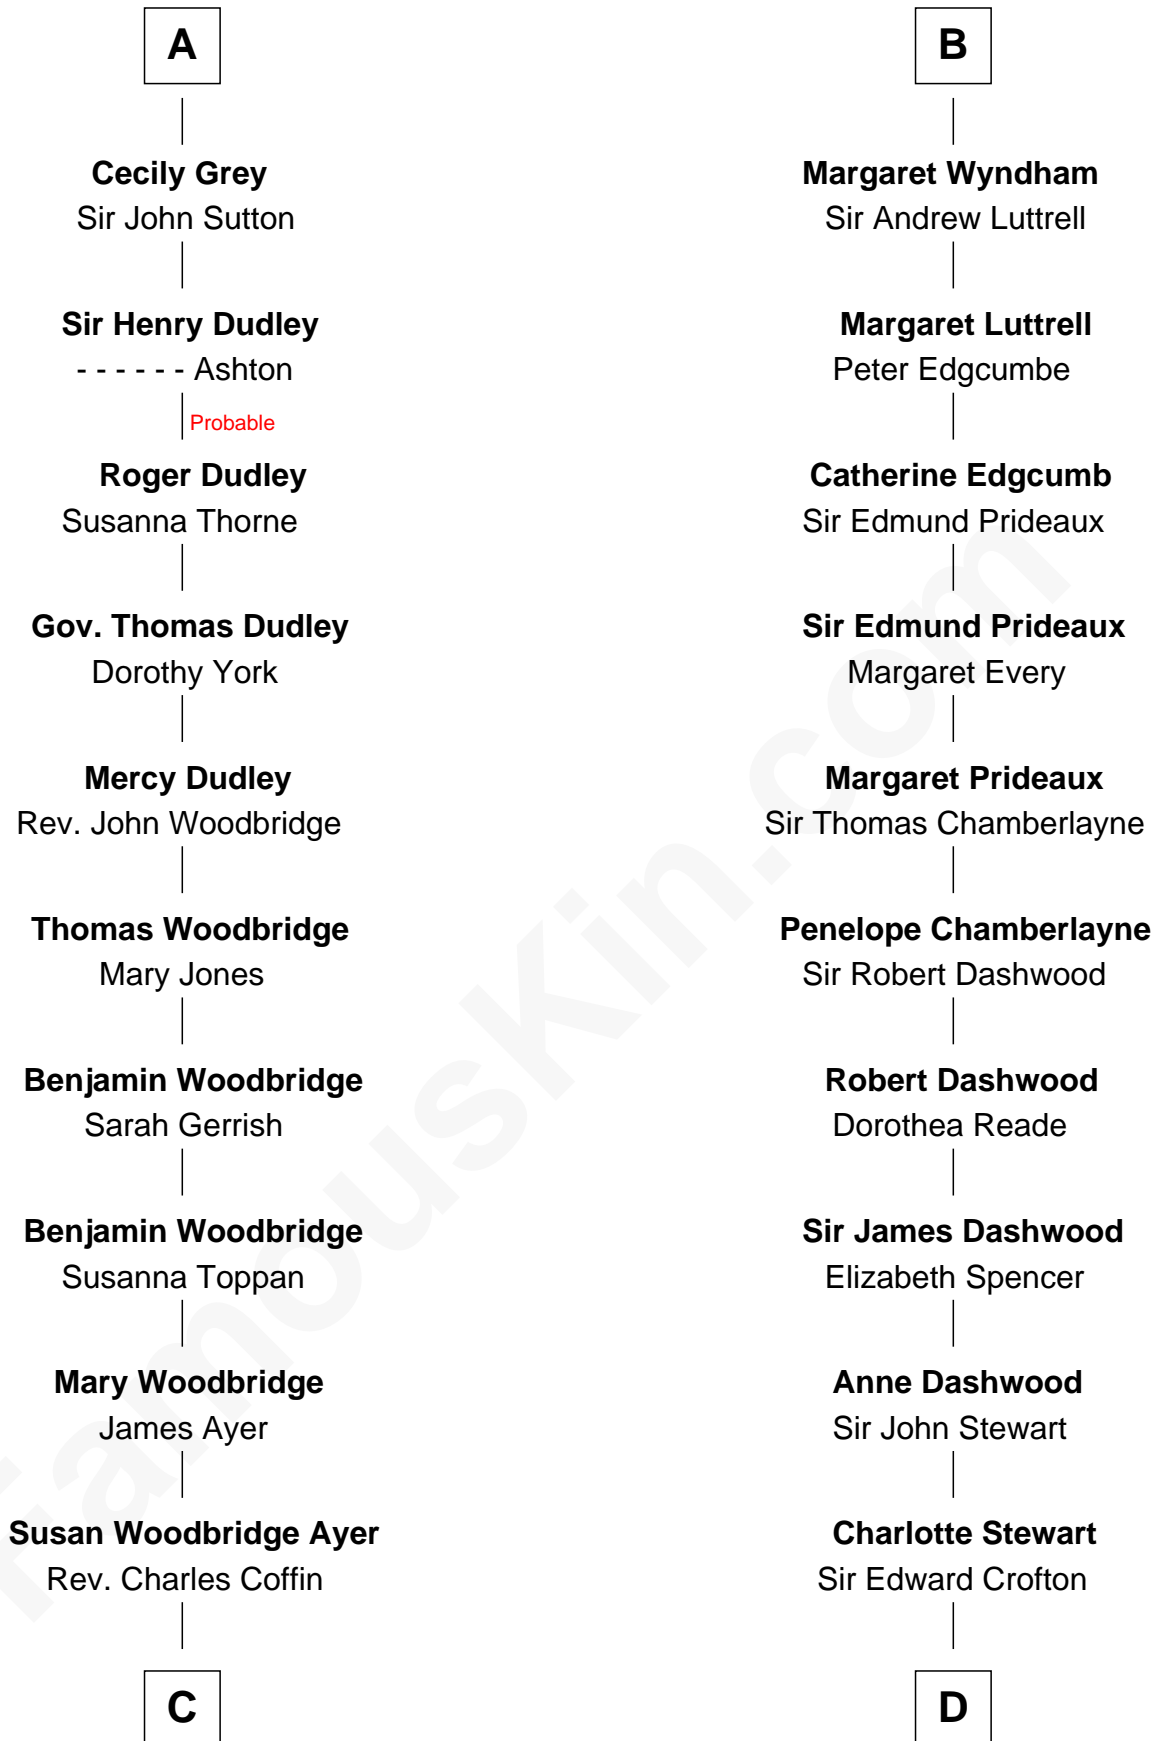 A
Cecily Grey
Sir John Sutton
Sir Henry Dudley
- - - - - - Ashton
Probable
Roger Dudley
Susanna Thorne
Gov. Thomas Dudley
Dorothy York
Mercy Dudley
Rev. John Woodbridge
Thomas Woodbridge
Mary Jones
Benjamin Woodbridge
Sarah Gerrish
Benjamin Woodbridge
Susanna Toppan
Mary Woodbridge
James Ayer
Susan Woodbridge Ayer
Rev. Charles Coffin
C
B
Margaret Wyndham
Sir Andrew Luttrell
Margaret Luttrell
Peter Edgcumbe
Catherine Edgcumb
Sir Edmund Prideaux
Sir Edmund Prideaux
Margaret Every
Margaret Prideaux
Sir Thomas Chamberlayne
Penelope Chamberlayne
Sir Robert Dashwood
Robert Dashwood
Dorothea Reade
Sir James Dashwood
Elizabeth Spencer
Anne Dashwood
Sir John Stewart
Charlotte Stewart
Sir Edward Crofton
D
FamousKin.com